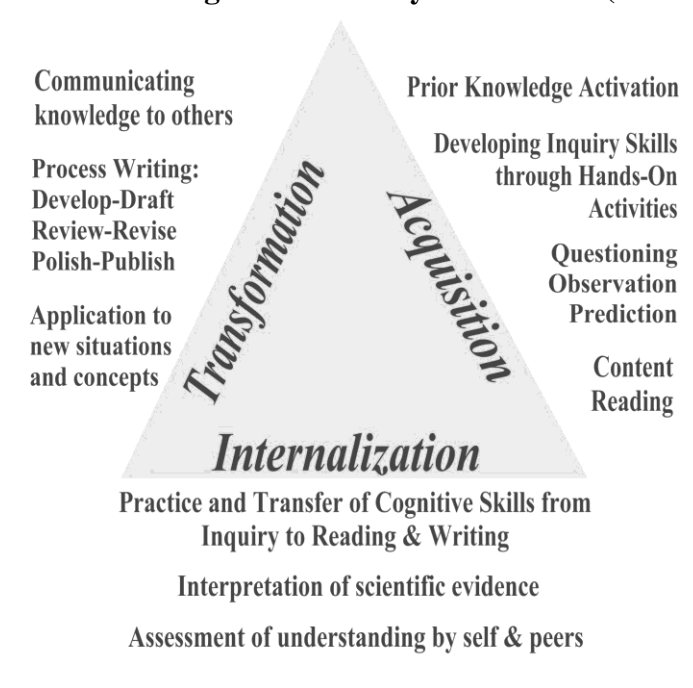 Communicating
knowledge to others
Process Writing:
Develop-Draft
Review-Revise
Polish-Publish
Application to
new situations
and concepts
Transformation
Acquisition
Prior Knowledge Activation
Developing Inquiry Skills
through Hands-On
Activities
Questioning
Observation
Prediction
Content
Reading
Internalization
Practice and Transfer of Cognitive Skills from
Inquiry to Reading & Writing
Interpretation of scientific evidence
Assessment of understanding by self & peers